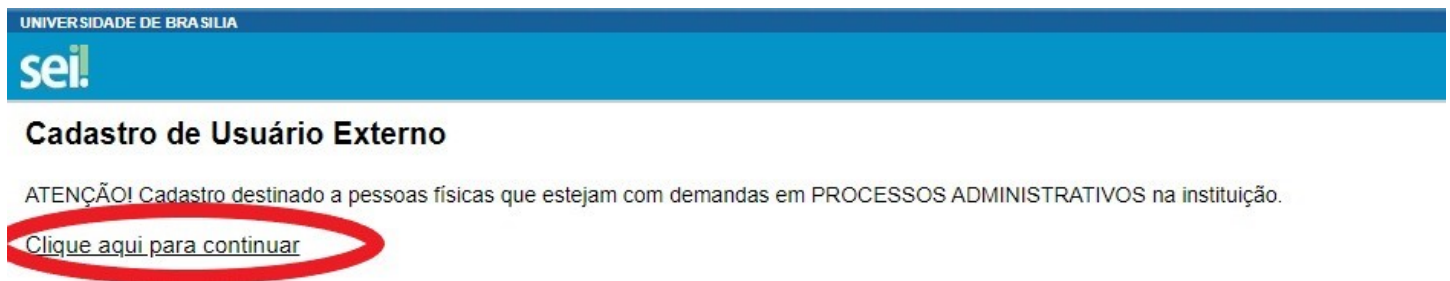 UNIVERSIDADE DE BRASILIA
sei!
Cadastro de Usuário Externo
ATENÇÃO! Cadastro destinado a pessoas físicas que estejam com demandas em PROCESSOS ADMINISTRATIVOS na instituição.
Clique aqui para continuar